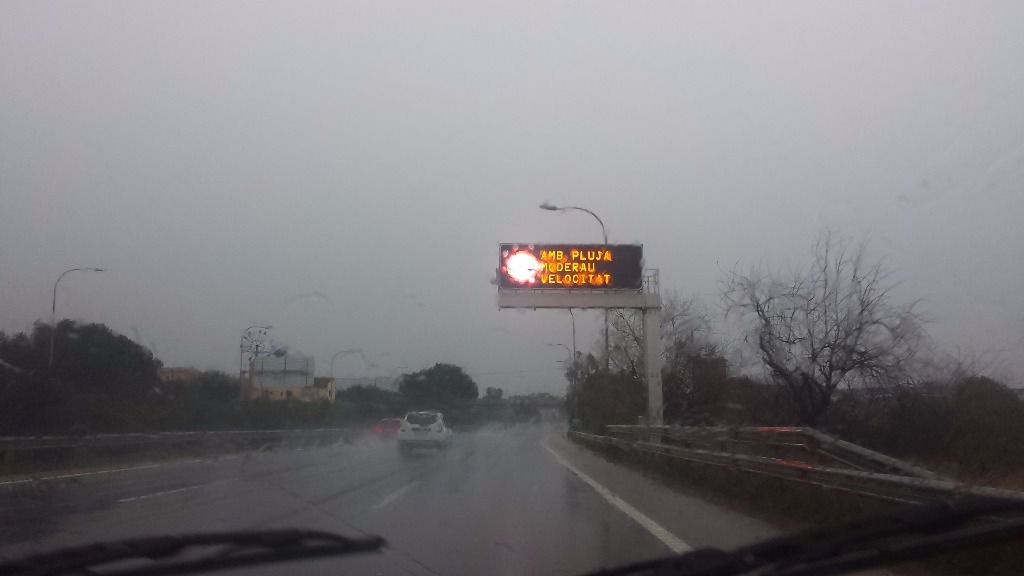 AMB PLUJA
MODERAU
VELOCITAT